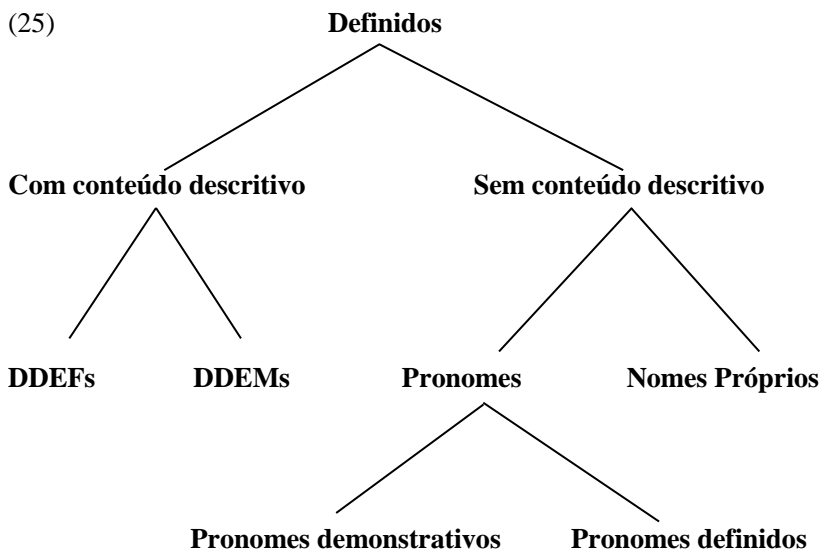 (25) Definidos
Com conteúdo descritivo Sem conteúdo descritivo
DDEFs DDEMs Pronomes Nomes Próprios
Pronomes demonstrativos Pronomes definidos